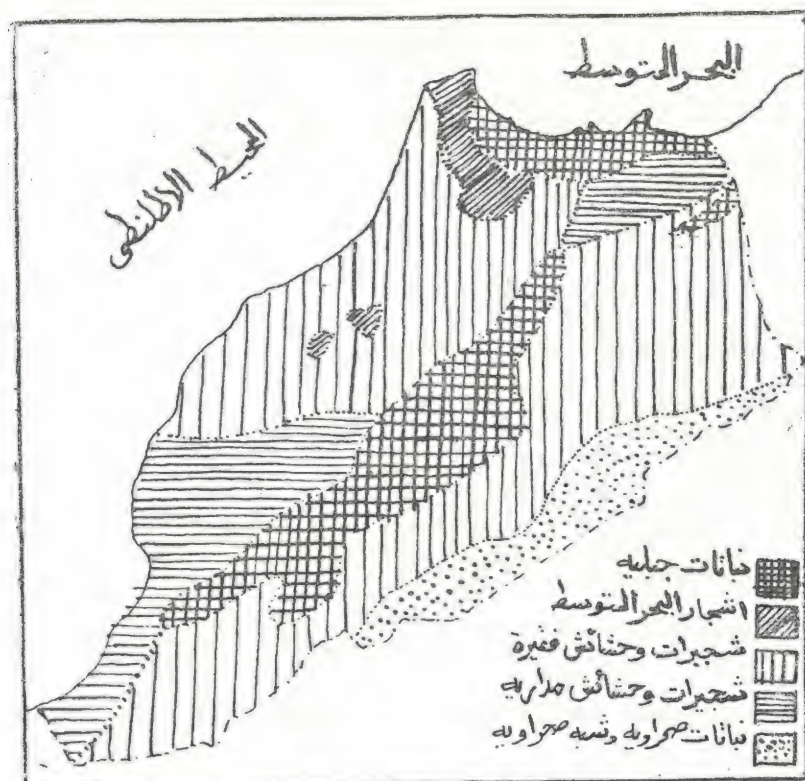 البحر المتوسط
المحيط الاطلنطى
نباتات جبليه
اشجار البحر المتوسط
شجيرات وحشائش فقيرة
شجيرات وحشائش مداريه
نباتات صحراويه وشبه صحراويه